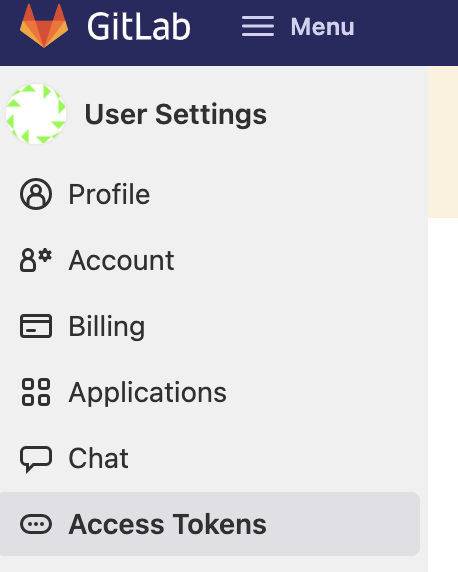 GitLab Menu
User Settings
Profile
Account
Billing
Applications
Chat
Access Tokens